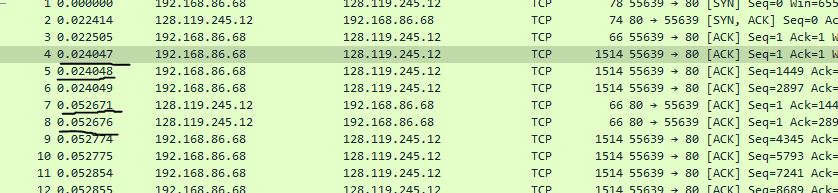 1 0.000000 192.168.86.68 128.119.245.12 TCP 78 55639 → 80 [SYN] Seq=0 Win=655
2 0.022414 128.119.245.12 192.168.86.68 TCP 74 80 → 55639 [SYN, ACK] Seq=0 Ac
3 0.022505 192.168.86.68 128.119.245.12 TCP 66 55639 → 80 [ACK] Seq=1 Ack=1 W
4 0.024047 192.168.86.68 128.119.245.12 TCP 1514 55639 → 80 [ACK] Seq=1 Ack=1 W
5 0.024048 192.168.86.68 128.119.245.12 TCP 1514 55639 → 80 [ACK] Seq=1449 Ack=
6 0.024049 192.168.86.68 128.119.245.12 TCP 1514 55639 → 80 [ACK] Seq=2897 Ack=
7 0.052671 128.119.245.12 192.168.86.68 TCP 66 80 → 55639 [ACK] Seq=1 Ack=144
8 0.052676 128.119.245.12 192.168.86.68 TCP 66 80 → 55639 [ACK] Seq=1 Ack=289
9 0.052774 192.168.86.68 128.119.245.12 TCP 1514 55639 → 80 [ACK] Seq=4345 Ack=
10 0.052775 192.168.86.68 128.119.245.12 TCP 1514 55639 → 80 [ACK] Seq=5793 Ack=
11 0.052854 192.168.86.68 128.119.245.12 TCP 1514 55639 → 80 [ACK] Seq=7241 Ack=
12 0.052855 192.168.86.68 128.119.245.12 TCP 1514 55639 → 80 [ACK] Seq=8689 Ack=